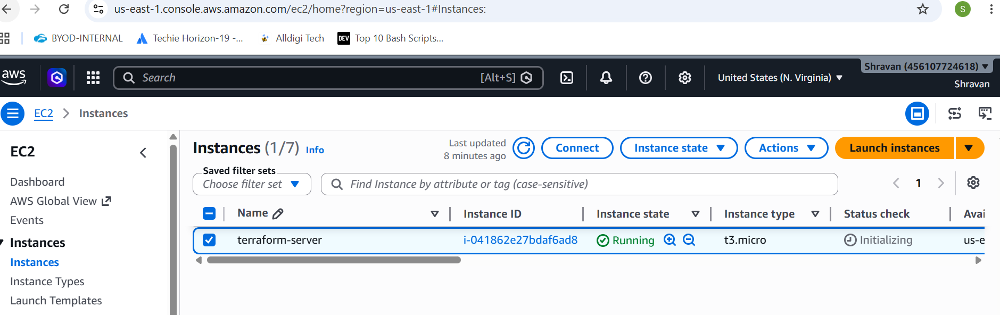 us-east-1.console.aws.amazon.com/ec2/home?region=us-east-1#Instances:
S
BYOD-INTERNAL
Techie Horizon-19 -...
Alldigi Tech
DEV
Top 10 Bash Scripts...
aws
Search
[Alt+S]
United States (N. Virginia)
Shravan (456107724618)
Shravan
EC2
Instances
EC2
Dashboard
AWS Global View
Events
Instances
Instances
Instance Types
Launch Templates
Instances (1/7) Info
Last updated
8 minutes ago
Connect
Instance state
Actions
Launch instances
Saved filter sets
Choose filter set
Find Instance by attribute or tag (case-sensitive)
1
Name
Instance ID
Instance state
Instance type
Status check
Avai
terraform-server
i-041862e27bdaf6ad8
Running
t3.micro
Initializing
us-e